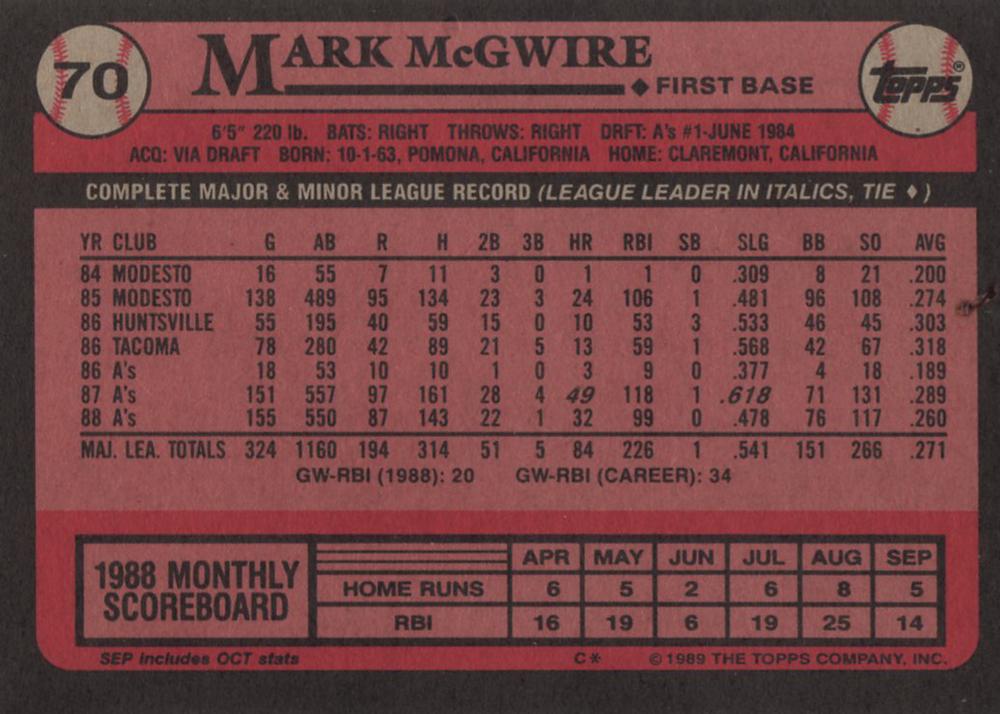 70
MARK McGWIRE
◆ FIRST BASE
TOPPS®
6'5" 220 lb. BATS: RIGHT THROWS: RIGHT DRFT: A's #1-JUNE 1984
ACQ: VIA DRAFT BORN: 10-1-63, POMONA, CALIFORNIA HOME: CLAREMONT, CALIFORNIA
COMPLETE MAJOR & MINOR LEAGUE RECORD (LEAGUE LEADER IN ITALICS, TIE ♦)
YR CLUB G AB R H 2B 3B HR RBI SB SLG BB SO AVG
84 MODESTO 16 55 7 11 3 0 1 1 0 .309 8 21 .200
85 MODESTO 138 489 95 134 23 3 24 106 1 .481 96 108 .274
86 HUNTSVILLE 55 195 40 59 15 0 10 53 3 .533 46 45 .303
86 TACOMA 78 280 42 89 21 5 13 59 1 .568 42 67 .318
86 A's 18 53 10 10 1 0 3 9 0 .377 4 18 .189
87 A's 151 557 97 161 28 4 49 118 1 .618 71 131 .289
88 A's 155 550 87 143 22 1 32 99 0 .478 76 117 .260
MAJ. LEA. TOTALS 324 1160 194 314 51 5 84 226 1 .541 151 266 .271
GW-RBI (1988): 20 GW-RBI (CAREER): 34
1988 MONTHLY
SCOREBOARD
APR MAY JUN JUL AUG SEP
HOME RUNS 6 5 2 6 8 5
RBI 16 19 6 19 25 14
SEP includes OCT stats C* © 1989 THE TOPPS COMPANY, INC.